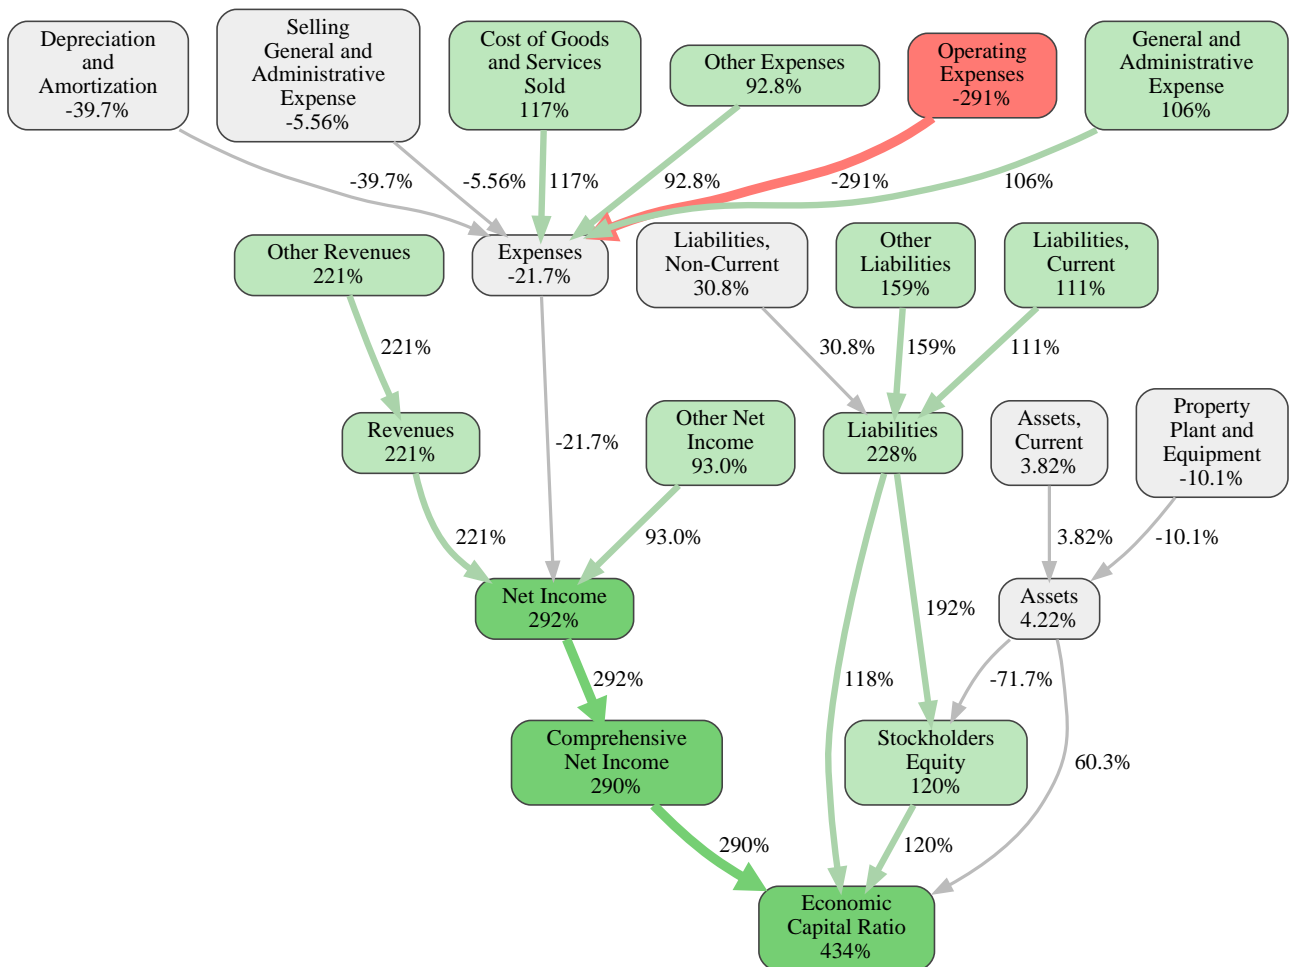 Depreciation
and
Amortization
-39.7%
Selling
General and
Administrative
Expense
-5.56%
Cost of Goods
and Services
Sold
117%
Other Expenses
92.8%
Operating
Expenses
-291%
General and
Administrative
Expense
106%
-39.7%
-5.56%
117%
92.8%
-291%
106%
Other Revenues
221%
Expenses
-21.7%
Liabilities,
Non-Current
30.8%
Other
Liabilities
159%
Liabilities,
Current
111%
221%
30.8%
159%
111%
Revenues
221%
-21.7%
Other Net
Income
93.0%
Liabilities
228%
Assets,
Current
3.82%
Property
Plant and
Equipment
-10.1%
221%
93.0%
3.82%
-10.1%
Net Income
292%
192%
Assets
4.22%
292%
118%
-71.7%
Comprehensive
Net Income
290%
Stockholders
Equity
120%
60.3%
290%
120%
Economic
Capital Ratio
434%